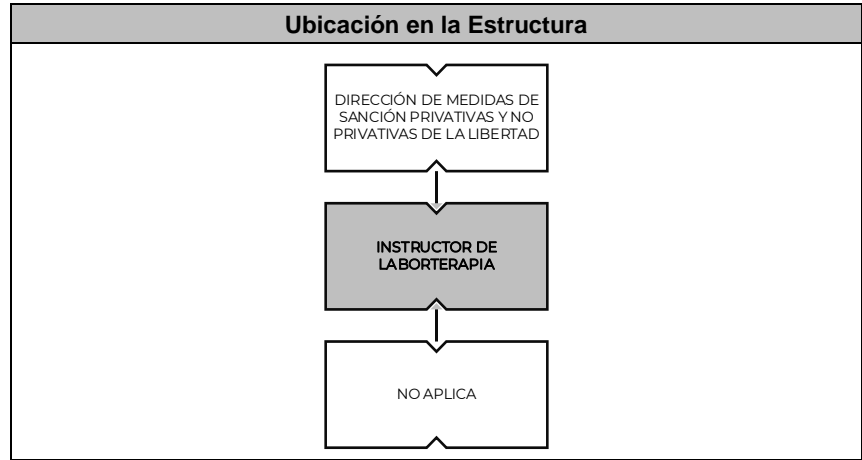 Ubicación en la Estructura
DIRECCIÓN DE MEDIDAS DE
SANCIÓN PRIVATIVAS Y NO
PRIVATIVAS DE LA LIBERTAD
INSTRUCTOR DE
LABORTERAPIA
NO APLICA